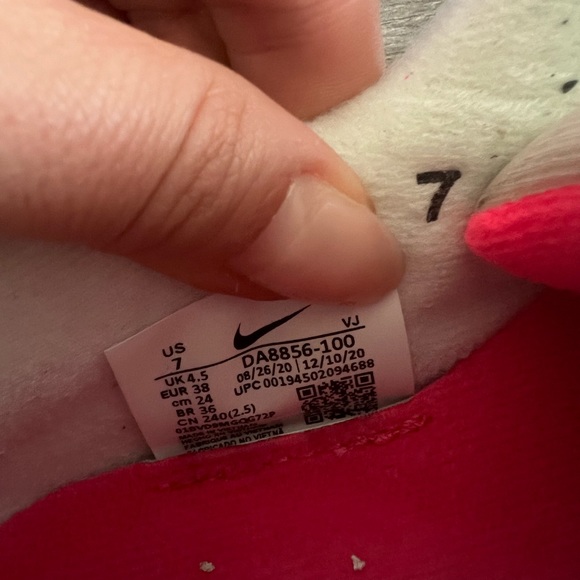 7
VJ
US
7
DA8856-100
UK 4.5
08/26/20 | 12/10/20
EUR 38
UPC 00194502094688
cm 24
BR 36
CN 240(2.5)